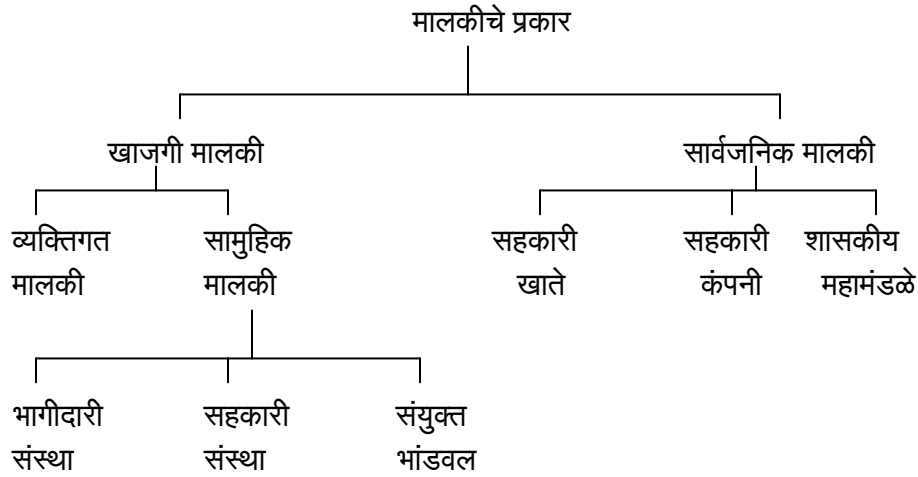 मालकीचे प्रकार
खाजगी मालकी सार्वजनिक मालकी
व्यक्तिगत सामुहिक सहकारी सहकारी शासकीय
मालकी मालकी खाते कंपनी महामंडळे
भागीदारी सहकारी संयुक्त
संस्था संस्था भांडवल